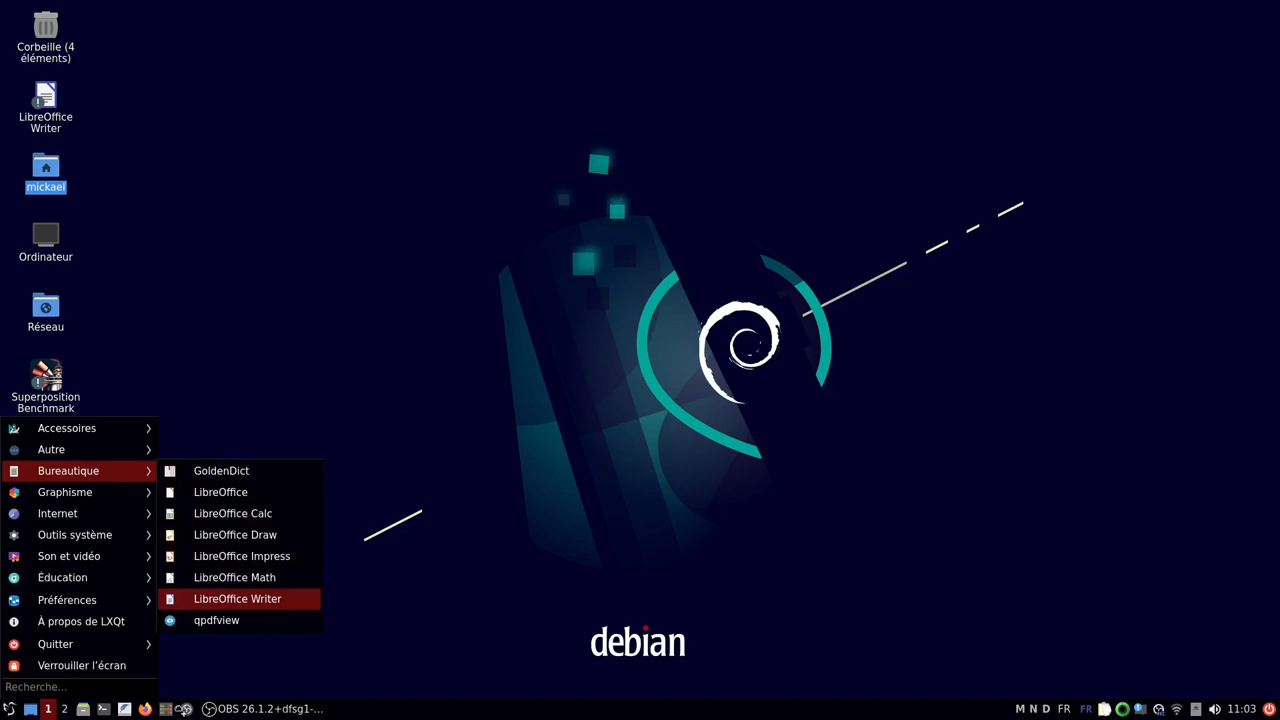 Corbeille (4
éléments)
LibreOffice
Writer
mickael
Ordinateur
Réseau
Superposition
Benchmark
Accessoires
Autre
Bureautique
Graphisme
Internet
Outils système
Son et vidéo
Éducation
Préférences
À propos de LXQt
Quitter
Verrouiller l'écran
Recherche...
GoldenDict
LibreOffice
LibreOffice Calc
LibreOffice Draw
LibreOffice Impress
LibreOffice Math
LibreOffice Writer
qpdfview
debian
1 2 OBS 26.1.2+dfsg1-... M N D FR FR 11:03